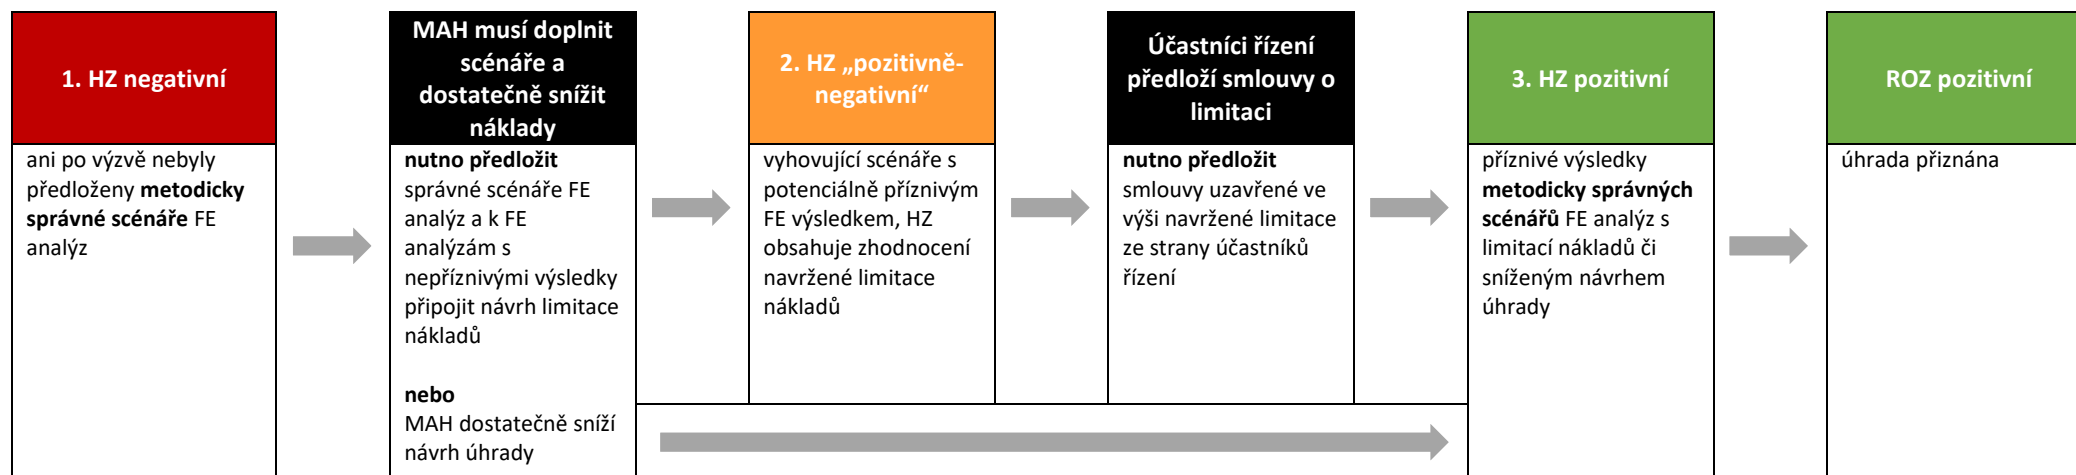 1. HZ negativní
ani po výzvě nebyly
předloženy metodicky
správné scénáře FE
analýz
MAH musí doplnit
scénáře a
dostatečně snížit
náklady
nutno předložit
správné scénáře FE
analýz a k FE
analýzám s
nepříznivými výsledky
připojit návrh limitace
nákladů
nebo
MAH dostatečně sníží
návrh úhrady
2. HZ „pozitivně-
negativní“
vyhovující scénáře s
potenciálně příznivým
FE výsledkem, HZ
obsahuje zhodnocení
navržené limitace
nákladů
Účastníci řízení
předloží smlouvy o
limitaci
nutno předložit
smlouvy uzavřené ve
výši navržené limitace
ze strany účastníků
řízení
3. HZ pozitivní
příznivé výsledky
metodicky správných
scénářů FE analýz s
limitací nákladů či
sníženým návrhem
úhrady
ROZ pozitivní
úhrada přiznána